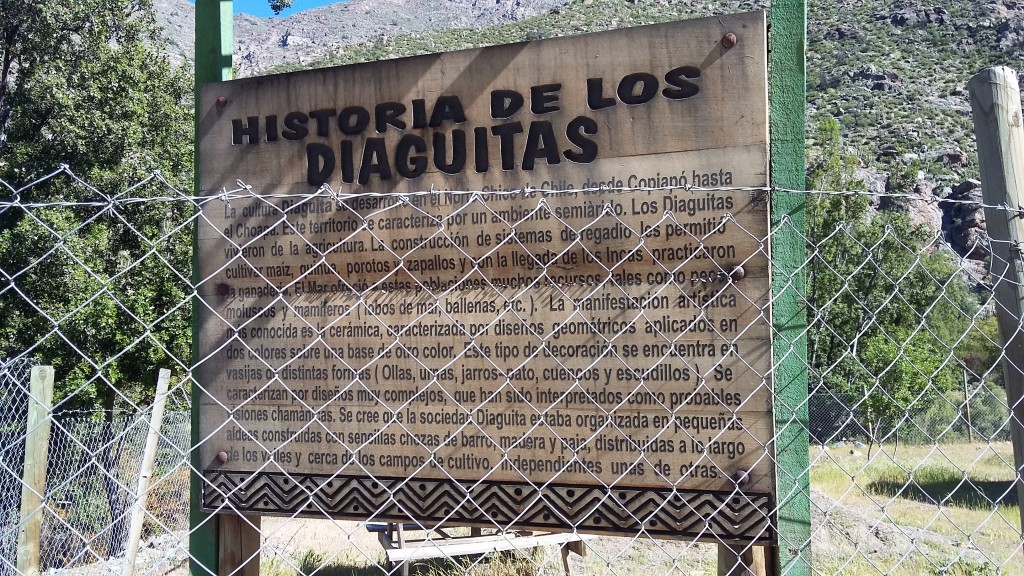 HISTORIA DE LOS
DIAGUITAS
La cultura Diaguita se desarrolló en el Norte Chico de Chile, desde Copiapó hasta
el Choapa. Este territorio se caracteriza por un ambiente semiárido. Los Diaguitas
vivieron de la agricultura. La construcción de sistemas de regadío les permitió
cultivar maíz, quinua, porotos y zapallos y con la llegada de los Incas practicaron
la ganadería. El Mar ofreció a estas poblaciones muchos recursos tales como peces
moluscos y mamíferos ( lobos de mar, ballenas, etc. ) La manifestación artística
más conocida es la cerámica, caracterizada por diseños geométricos aplicados en
dos colores sobre una base de otro color. Este tipo de decoración se encuentra en
vasijas de distintas formas ( Ollas, urnas, jarros-pato, cuencos y escudillos ). Se
caracterizan por diseños muy complejos, que han sido interpretados como probables
visiones chamánicas. Se cree que la sociedad Diaguita estaba organizada en pequeñas
aldeas construidas con sencillas chozas de barro, madera y paja, distribuidas a lo largo
de los valles y cerca de los campos de cultivo, independientes unas de otras.